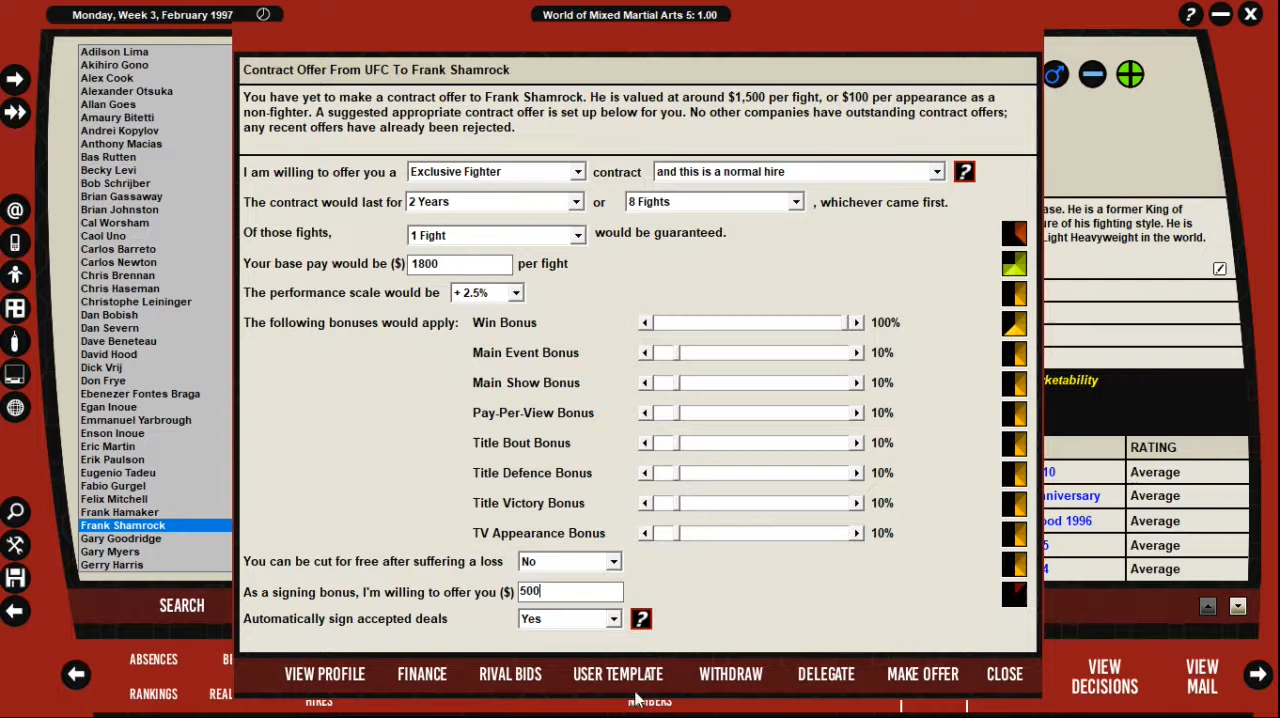 Monday, Week 3, February 1997
World of Mixed Martial Arts 5: 1.00
?
X
Adilson Lima
Akihiro Gono
Alex Cook
Alexander Otsuka
Allan Goes
Amaury Bitetti
Andrei Kopylov
Anthony Macias
Bas Rutten
Becky Levi
Bob Schrijber
Brian Gassaway
Brian Johnston
Cal Worsham
Caol Uno
Carlos Barreto
Carlos Newton
Chris Brennan
Chris Haseman
Christophe Leininger
Dan Bobish
Dan Severn
Dave Beneteau
David Hood
Dick Vrij
Don Frye
Ebenezer Fontes Braga
Egan Inoue
Emmanuel Yarbrough
Enson Inoue
Eric Martin
Erik Paulson
Eugenio Tadeu
Fabio Gurgel
Felix Mitchell
Frank Hamaker
Frank Shamrock
Gary Goodridge
Gary Myers
Gerry Harris
SEARCH
Contract Offer From UFC To Frank Shamrock
You have yet to make a contract offer to Frank Shamrock. He is valued at around $1,500 per fight, or $100 per appearance as a
non-fighter. A suggested appropriate contract offer is set up below for you. No other companies have outstanding contract offers;
any recent offers have already been rejected.
I am willing to offer you a Exclusive Fighter contract and this is a normal hire ?
The contract would last for 2 Years or 8 Fights , whichever came first.
Of those fights, 1 Fight would be guaranteed.
Your base pay would be ($) 1800 per fight
The performance scale would be + 2.5%
The following bonuses would apply: Win Bonus 100%
Main Event Bonus 10%
Main Show Bonus 10%
Pay-Per-View Bonus 10%
Title Bout Bonus 10%
Title Defence Bonus 10%
Title Victory Bonus 10%
TV Appearance Bonus 10%
You can be cut for free after suffering a loss No
As a signing bonus, I'm willing to offer you ($) 500
Automatically sign accepted deals Yes ?
VIEW PROFILE FINANCE RIVAL BIDS USER TEMPLATE WITHDRAW DELEGATE MAKE OFFER CLOSE
ase. He is a former King of
ure of his fighting style. He is
Light Heavyweight in the world.
ketability
RATING
10 Average
nniversary Average
ood 1996 Average
5 Average
4 Average
@
ABSENCES BI
RANKINGS REAL
HIRES
NUMBERS
VIEW
DECISIONS
VIEW
MAIL